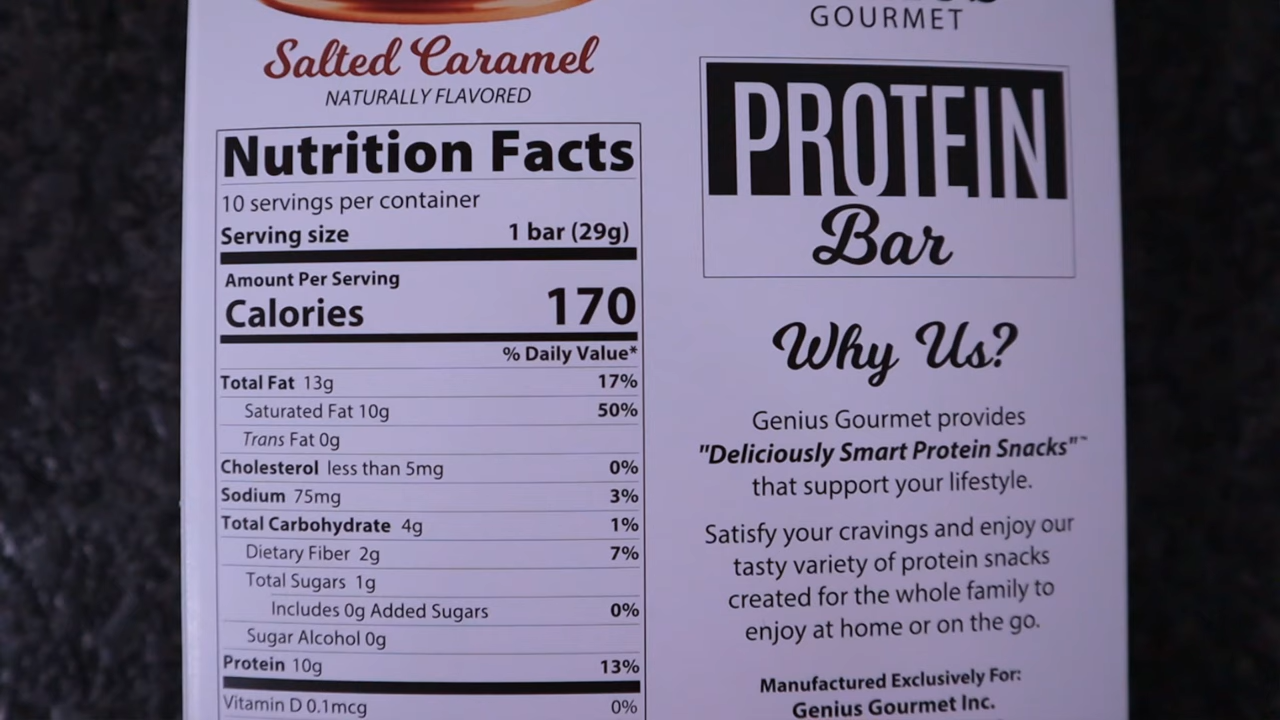 Salted Caramel
NATURALLY FLAVORED
Nutrition Facts
10 servings per container
Serving size 1 bar (29g)
Amount Per Serving
Calories 170
% Daily Value*
Total Fat 13g 17%
Saturated Fat 10g 50%
Trans Fat 0g
Cholesterol less than 5mg 0%
Sodium 75mg 3%
Total Carbohydrate 4g 1%
Dietary Fiber 2g 7%
Total Sugars 1g
Includes 0g Added Sugars 0%
Sugar Alcohol 0g
Protein 10g 13%
Vitamin D 0.1mcg 0%
GOURMET
PROTEIN
Bar
Why Us?
Genius Gourmet provides
"Deliciously Smart Protein Snacks"™
that support your lifestyle.
Satisfy your cravings and enjoy our
tasty variety of protein snacks
created for the whole family to
enjoy at home or on the go.
Manufactured Exclusively For:
Genius Gourmet Inc.